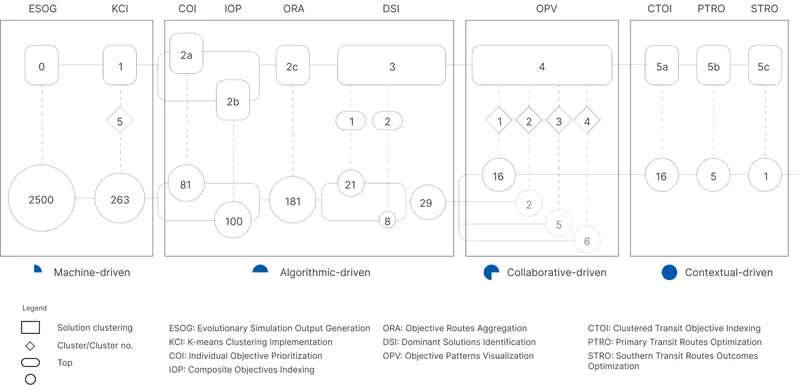 ESOG KCI COI IOP ORA DSI OPV CTOI PTRO STRO
0 1 2a 2b 2c 3 4 5a 5b 5c
5 1 2 1 2 3 4
2500 263 81 100 181 21 8 29 16 2 5 6 16 5 1
Machine-driven Algorithmic-driven Collaborative-driven Contextual-driven
Legend
Solution clustering
Cluster/Cluster no.
Top
ESOG: Evolutionary Simulation Output Generation
KCI: K-means Clustering Implementation
COI: Individual Objective Prioritization
IOP: Composite Objectives Indexing
ORA: Objective Routes Aggregation
DSI: Dominant Solutions Identification
OPV: Objective Patterns Visualization
CTOI: Clustered Transit Objective Indexing
PTRO: Primary Transit Routes Optimization
STRO: Southern Transit Routes Outcomes
Optimization